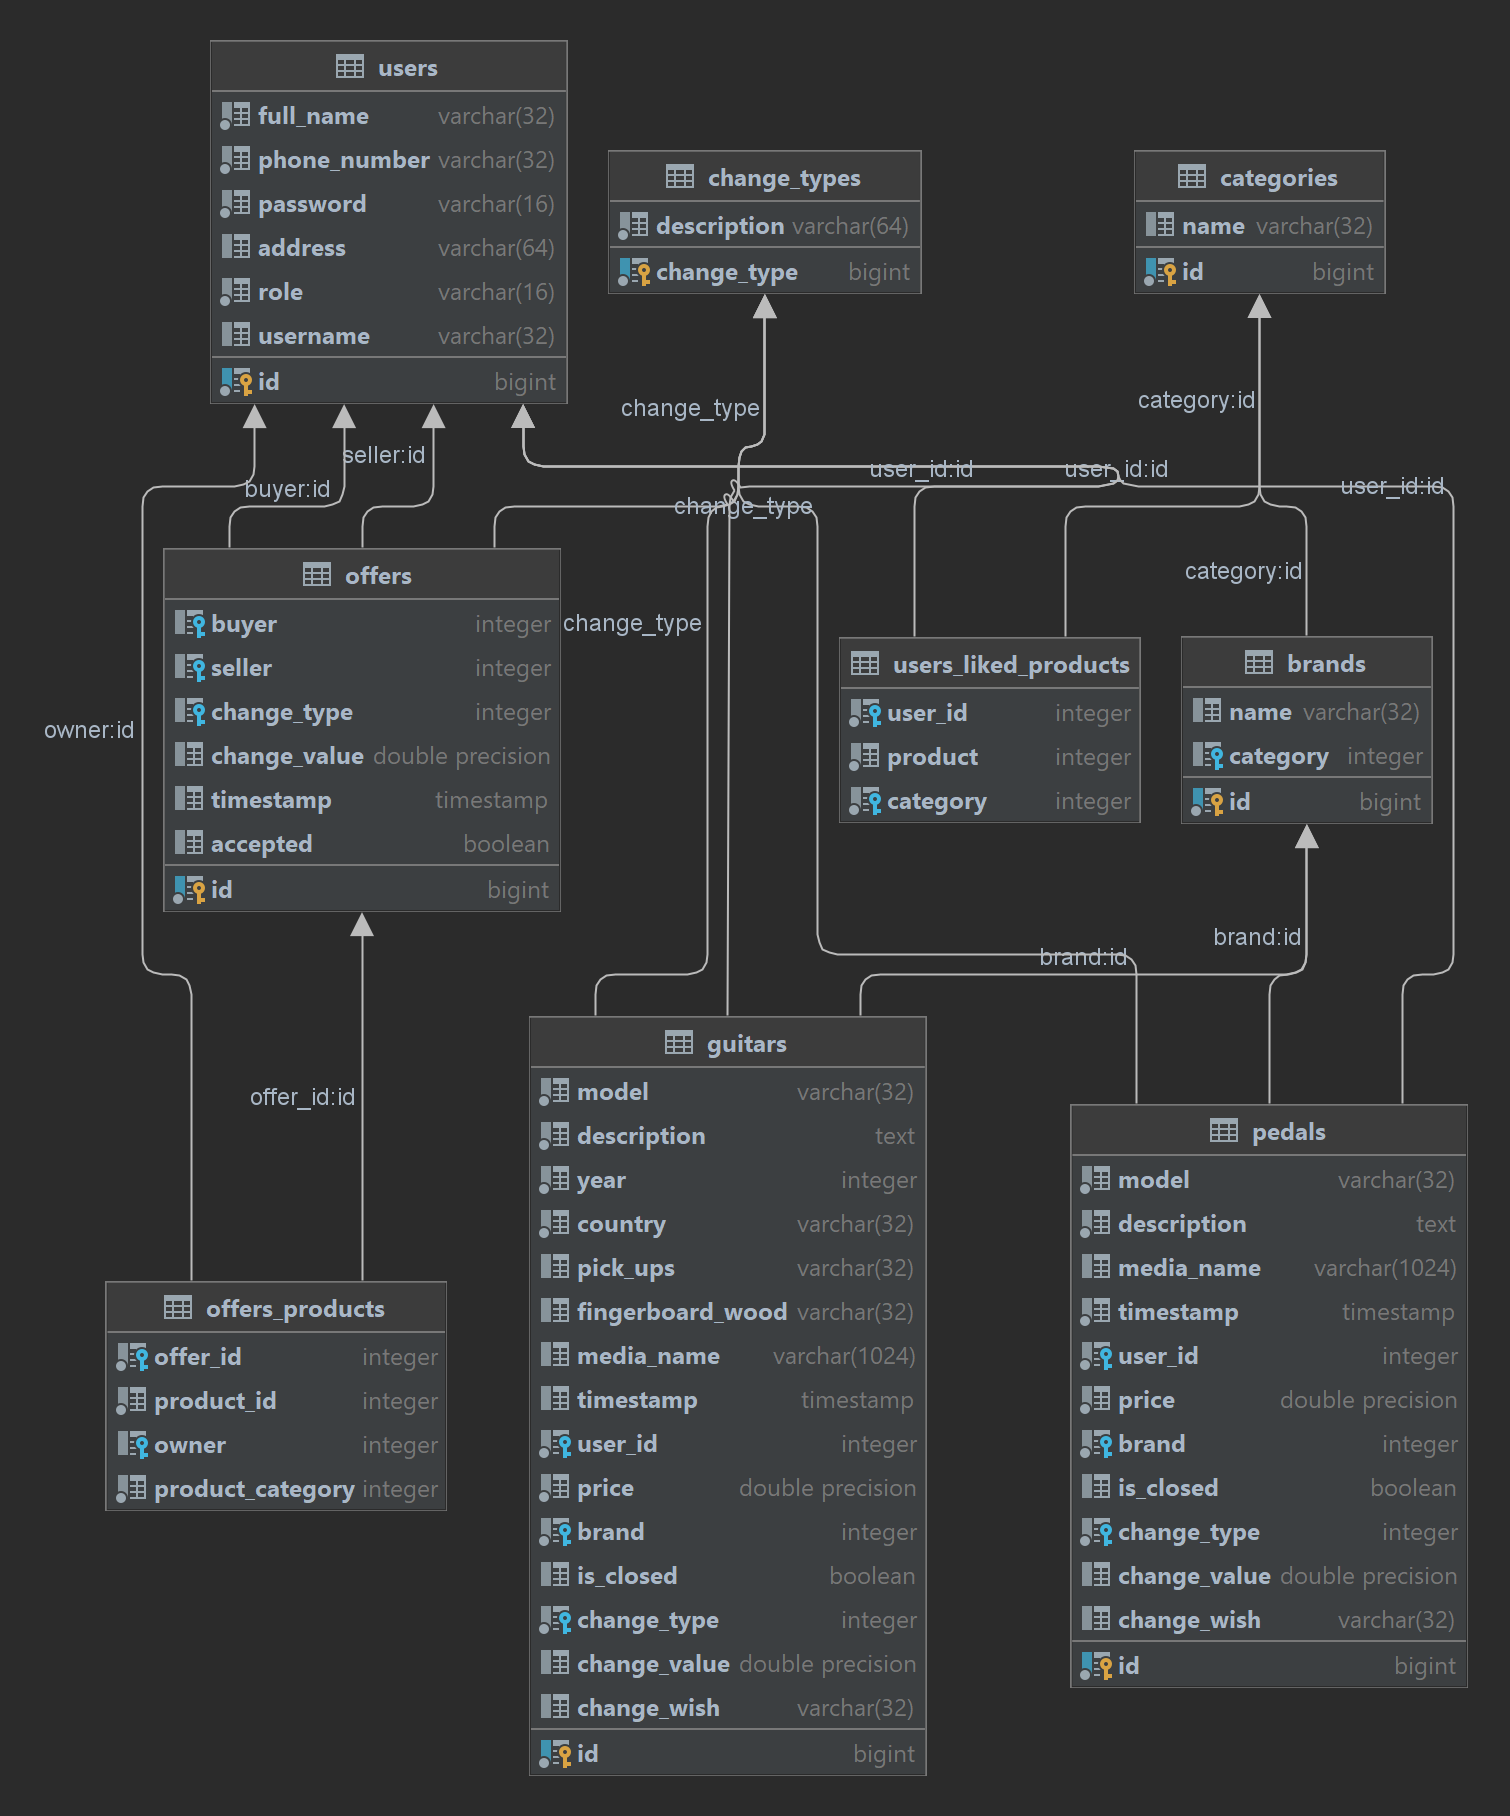 users
full_name varchar(32)
phone_number varchar(32)
password varchar(16)
address varchar(64)
role varchar(16)
username varchar(32)
id bigint
change_types
description varchar(64)
change_type bigint
categories
name varchar(32)
id bigint
change_type
category:id
seller:id
buyer:id
user_id:id
user_id:id
user_id:id
change_type
offers
buyer integer
seller integer
change_type integer
change_value double precision
timestamp timestamp
accepted boolean
id bigint
change_type
category:id
users_liked_products
user_id integer
product integer
category integer
brands
name varchar(32)
category integer
id bigint
owner:id
brand:id
brand:id
offer_id:id
guitars
model varchar(32)
description text
year integer
country varchar(32)
pick_ups varchar(32)
fingerboard_wood varchar(32)
media_name varchar(1024)
timestamp timestamp
user_id integer
price double precision
brand integer
is_closed boolean
change_type integer
change_value double precision
change_wish varchar(32)
id bigint
pedals
model varchar(32)
description text
media_name varchar(1024)
timestamp timestamp
user_id integer
price double precision
brand integer
is_closed boolean
change_type integer
change_value double precision
change_wish varchar(32)
id bigint
offers_products
offer_id integer
product_id integer
owner integer
product_category integer